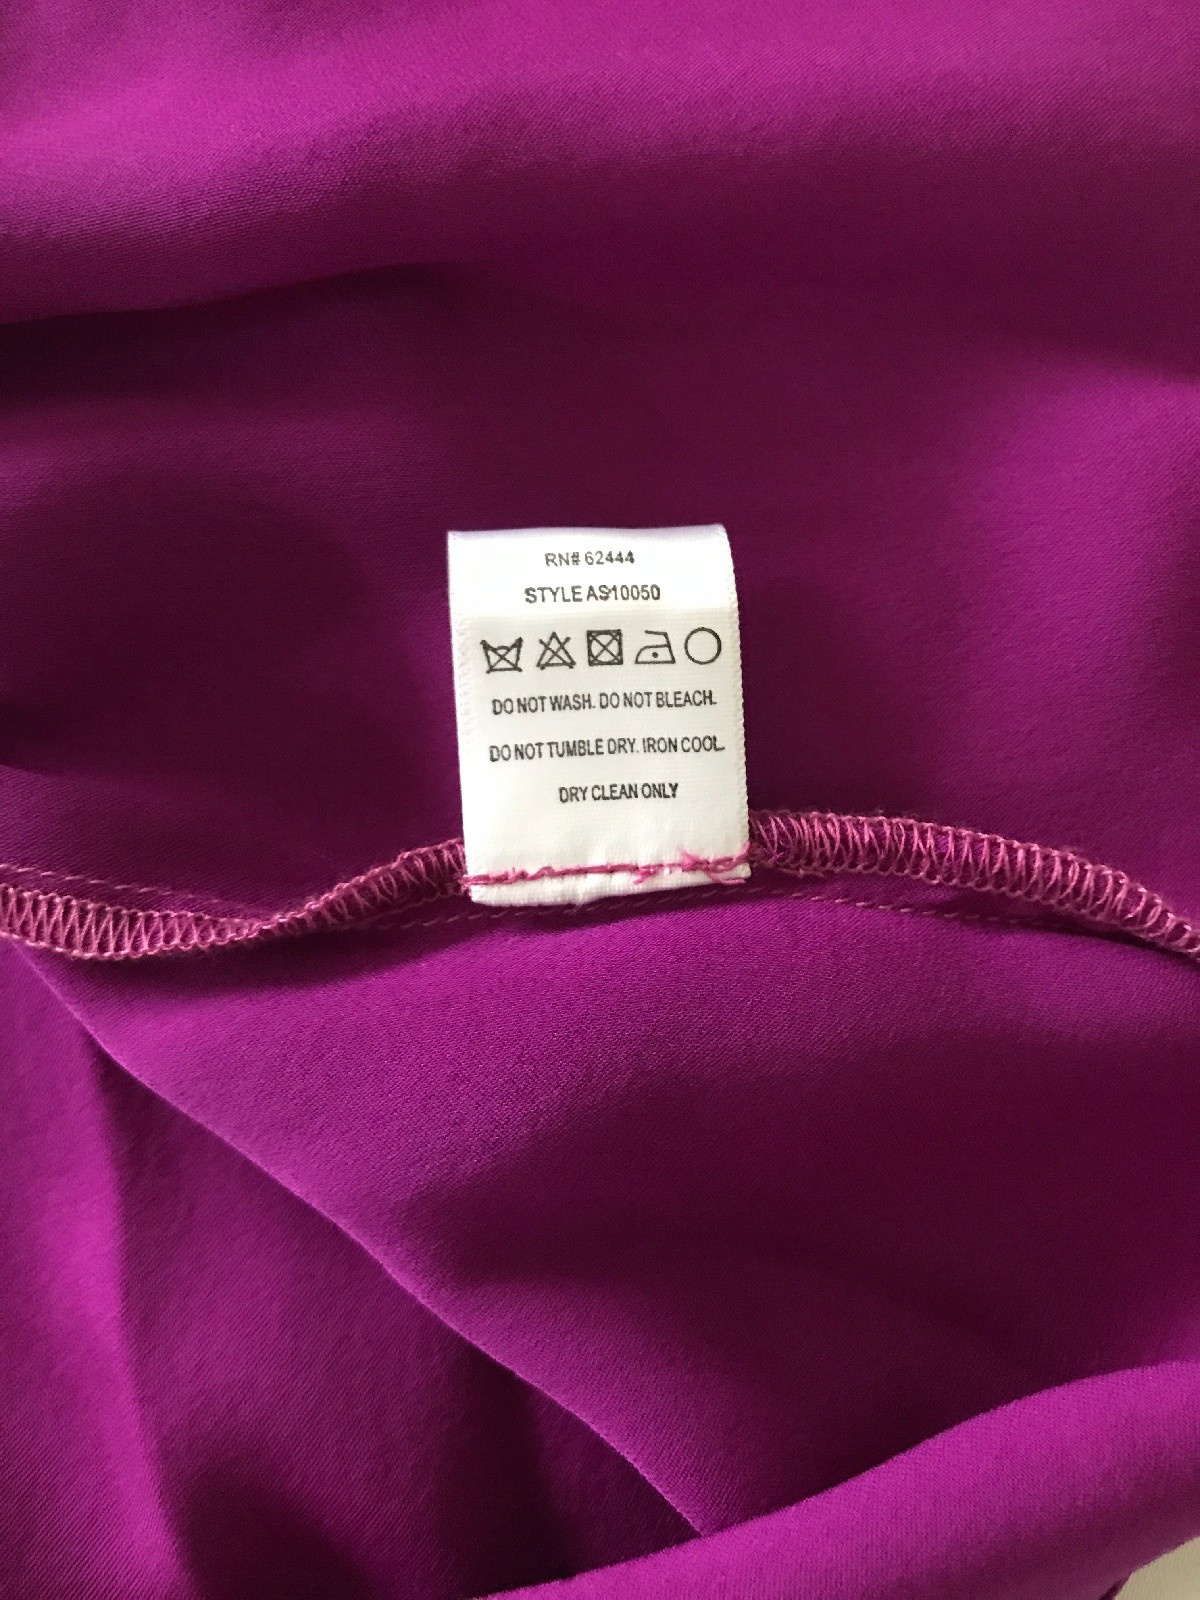 RN# 62444
STYLE AS10050
DO NOT WASH. DO NOT BLEACH.
DO NOT TUMBLE DRY. IRON COOL.
DRY CLEAN ONLY